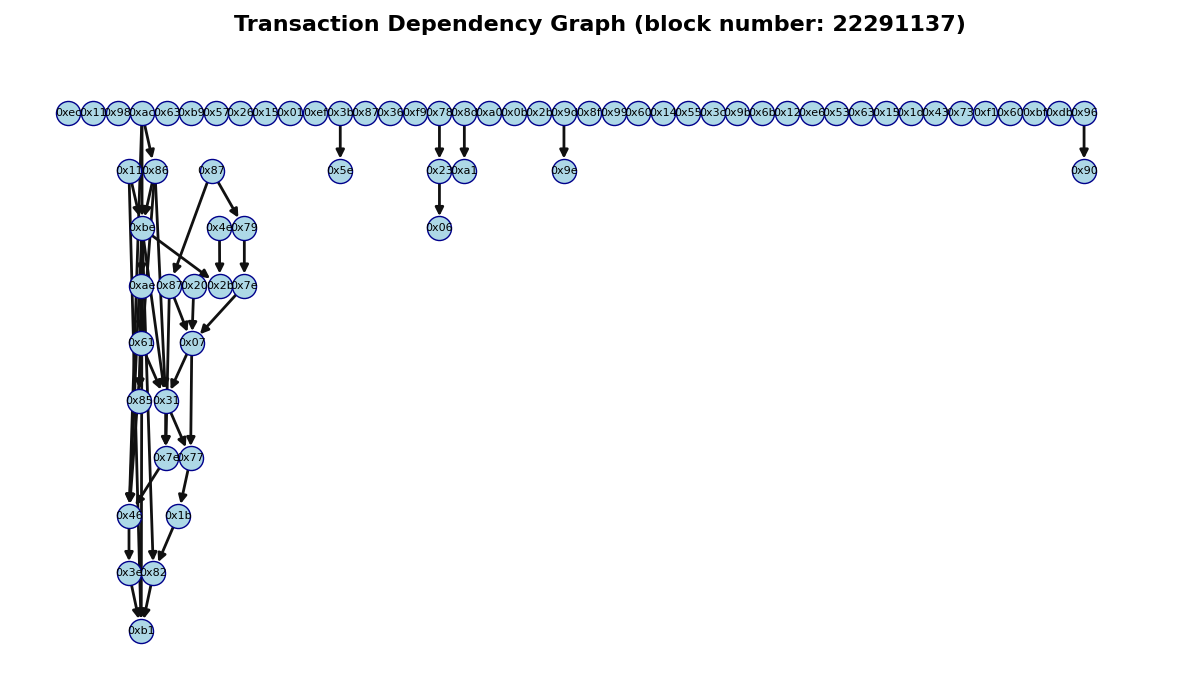 Transaction Dependency Graph (block number: 22291137)
0xec 0x11 0x98 0xac 0x63 0xb9 0x57 0x26 0x15 0x01 0xef 0x3b 0x87 0x36 0xf9 0x78 0x8c 0xa0 0x0b 0x2b 0x9d 0x8f 0x99 0x60 0x14 0x55 0x3c 0x9b 0x6b 0x12 0xe6 0x53 0x63 0x15 0x1d 0x43 0x73 0xf1 0x60 0xbf 0xdb 0x96
0x11 0x86 0x87 0x5e 0x23 0xa1 0x9e 0x90
0xbe 0x4e 0x79 0x06
0xae 0x87 0x20 0x2b 0x7e
0x61 0x07
0x85 0x31
0x7e 0x77
0x46 0x1b
0x3e 0x82
0xb1